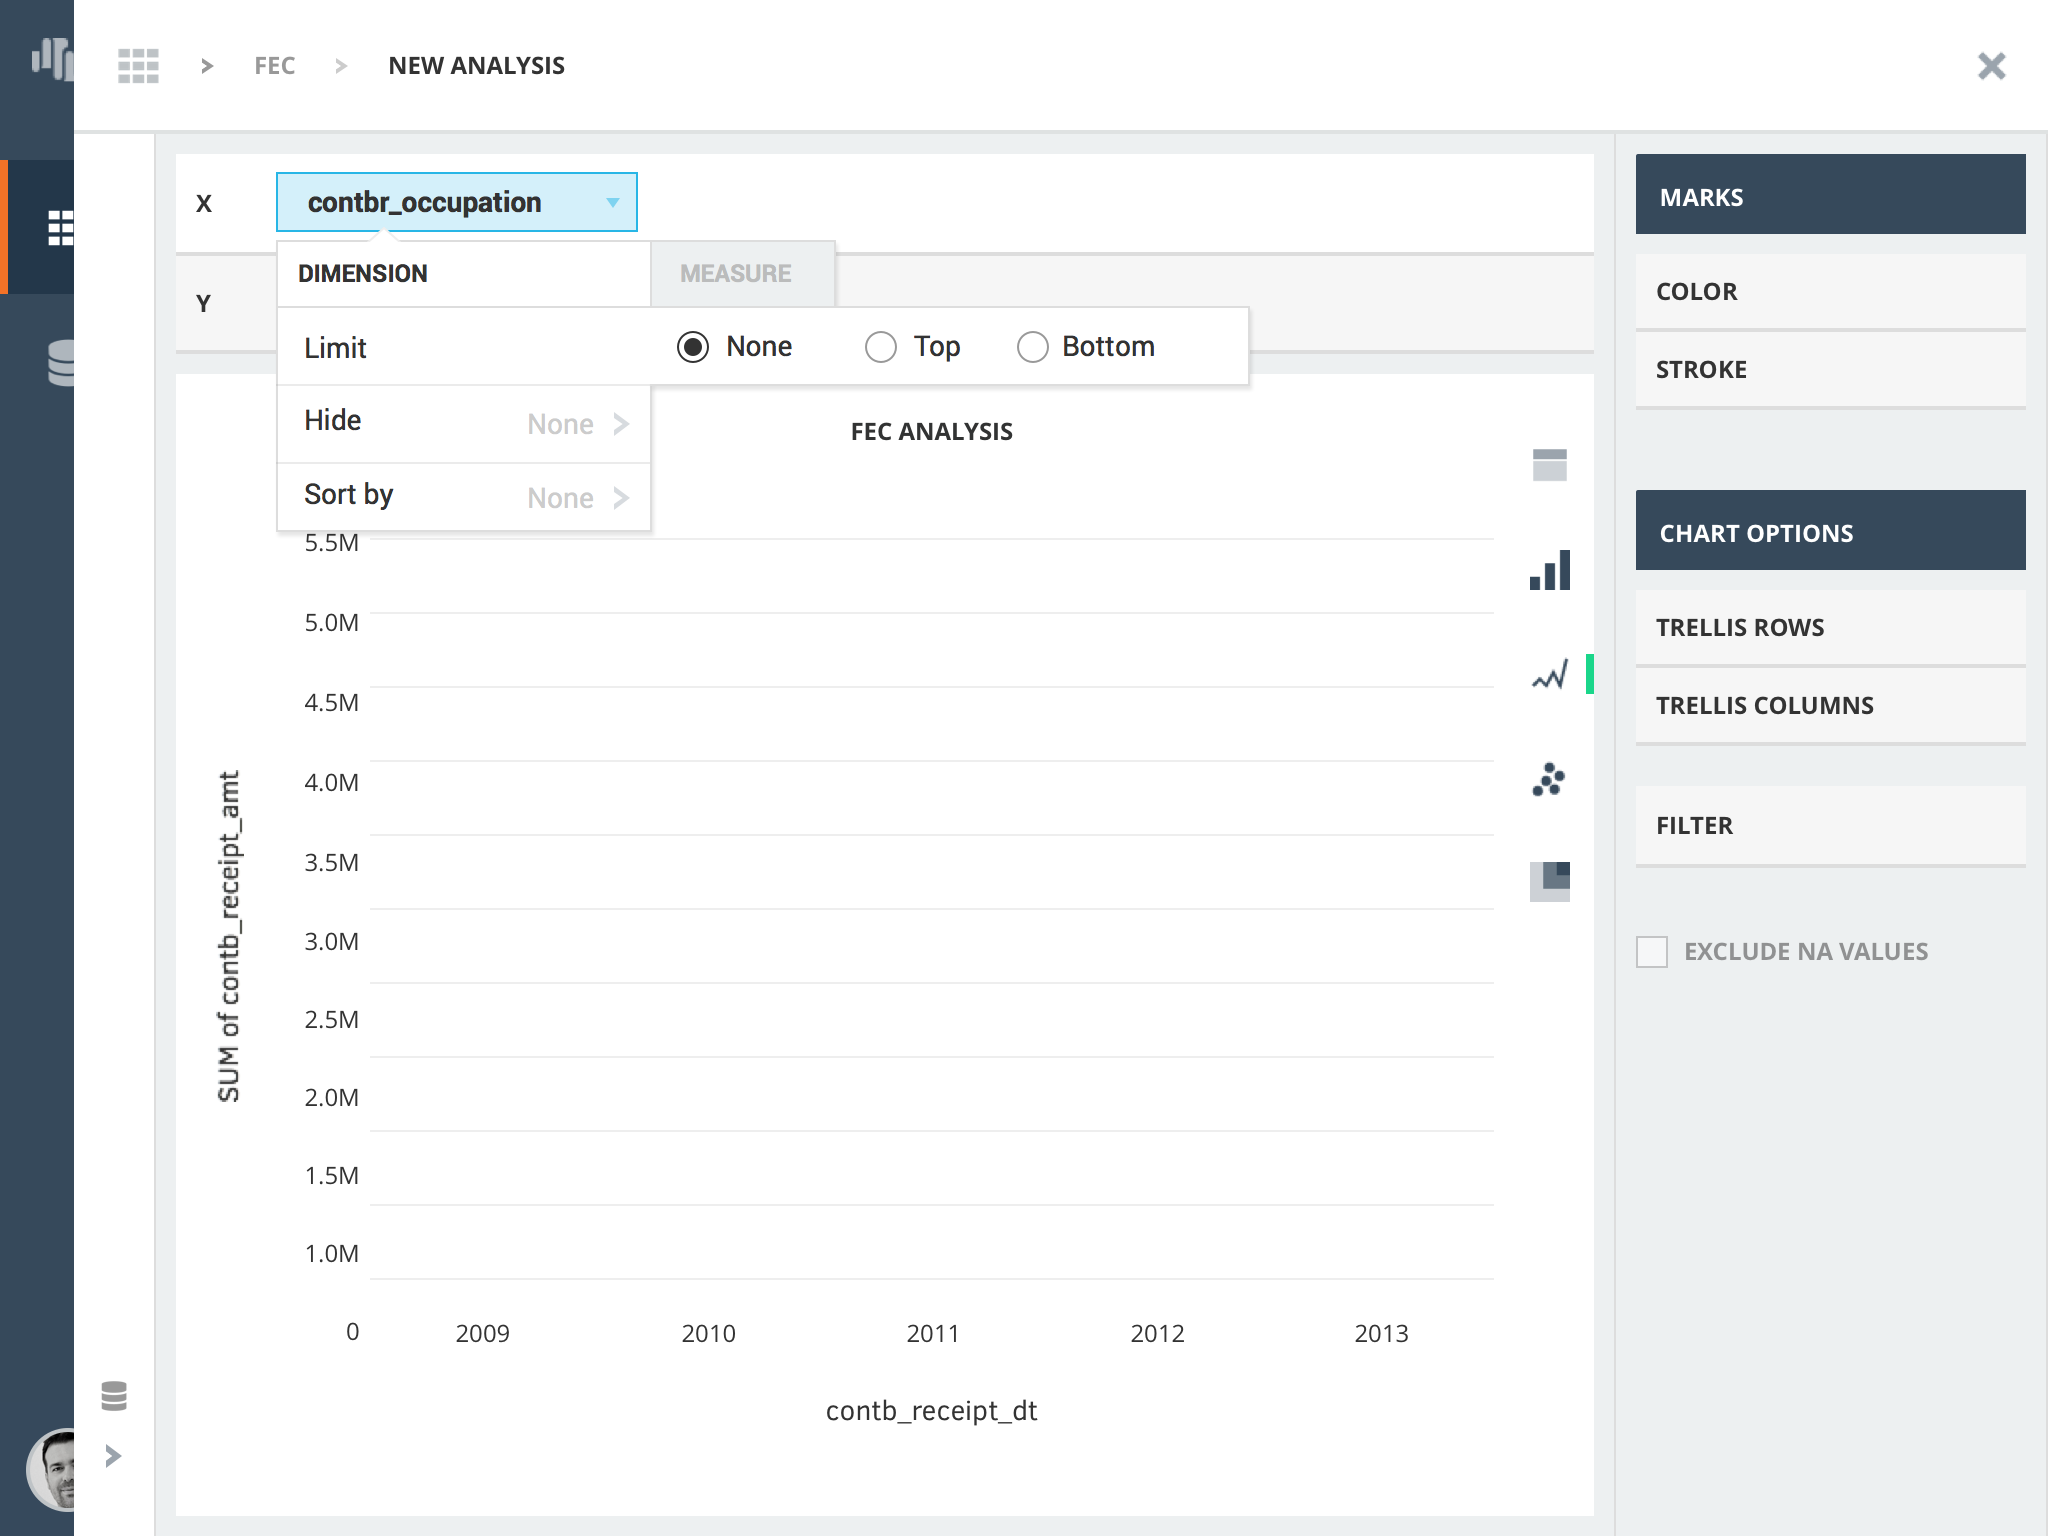 > FEC > NEW ANALYSIS
X contbr_occupation
DIMENSION MEASURE
Y
Limit None Top Bottom
Hide None >
Sort by None >
FEC ANALYSIS
5.5M
5.0M
4.5M
4.0M
3.5M
3.0M
2.5M
2.0M
1.5M
1.0M
0
SUM of contb_receipt_amt
2009 2010 2011 2012 2013
contb_receipt_dt
MARKS
COLOR
STROKE
CHART OPTIONS
TRELLIS ROWS
TRELLIS COLUMNS
FILTER
EXCLUDE NA VALUES